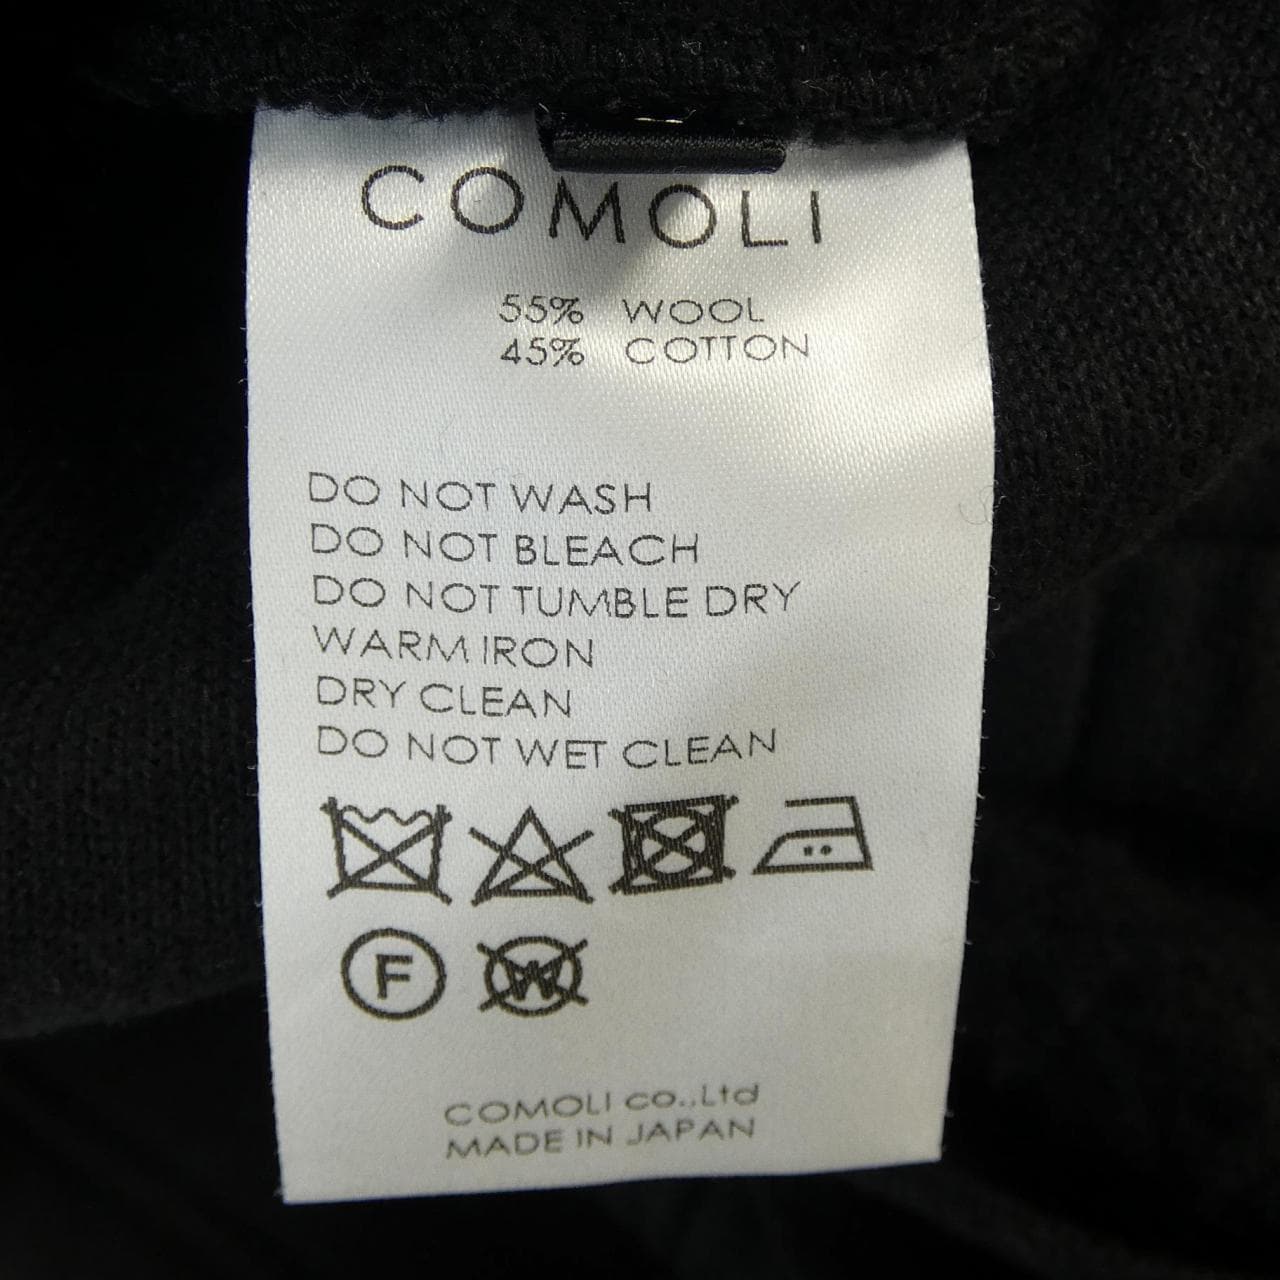 COMOLI
55% WOOL
45% COTTON
DO NOT WASH
DO NOT BLEACH
DO NOT TUMBLE DRY
WARM IRON
DRY CLEAN
DO NOT WET CLEAN
F W
COMOLI co.,Ltd
MADE IN JAPAN